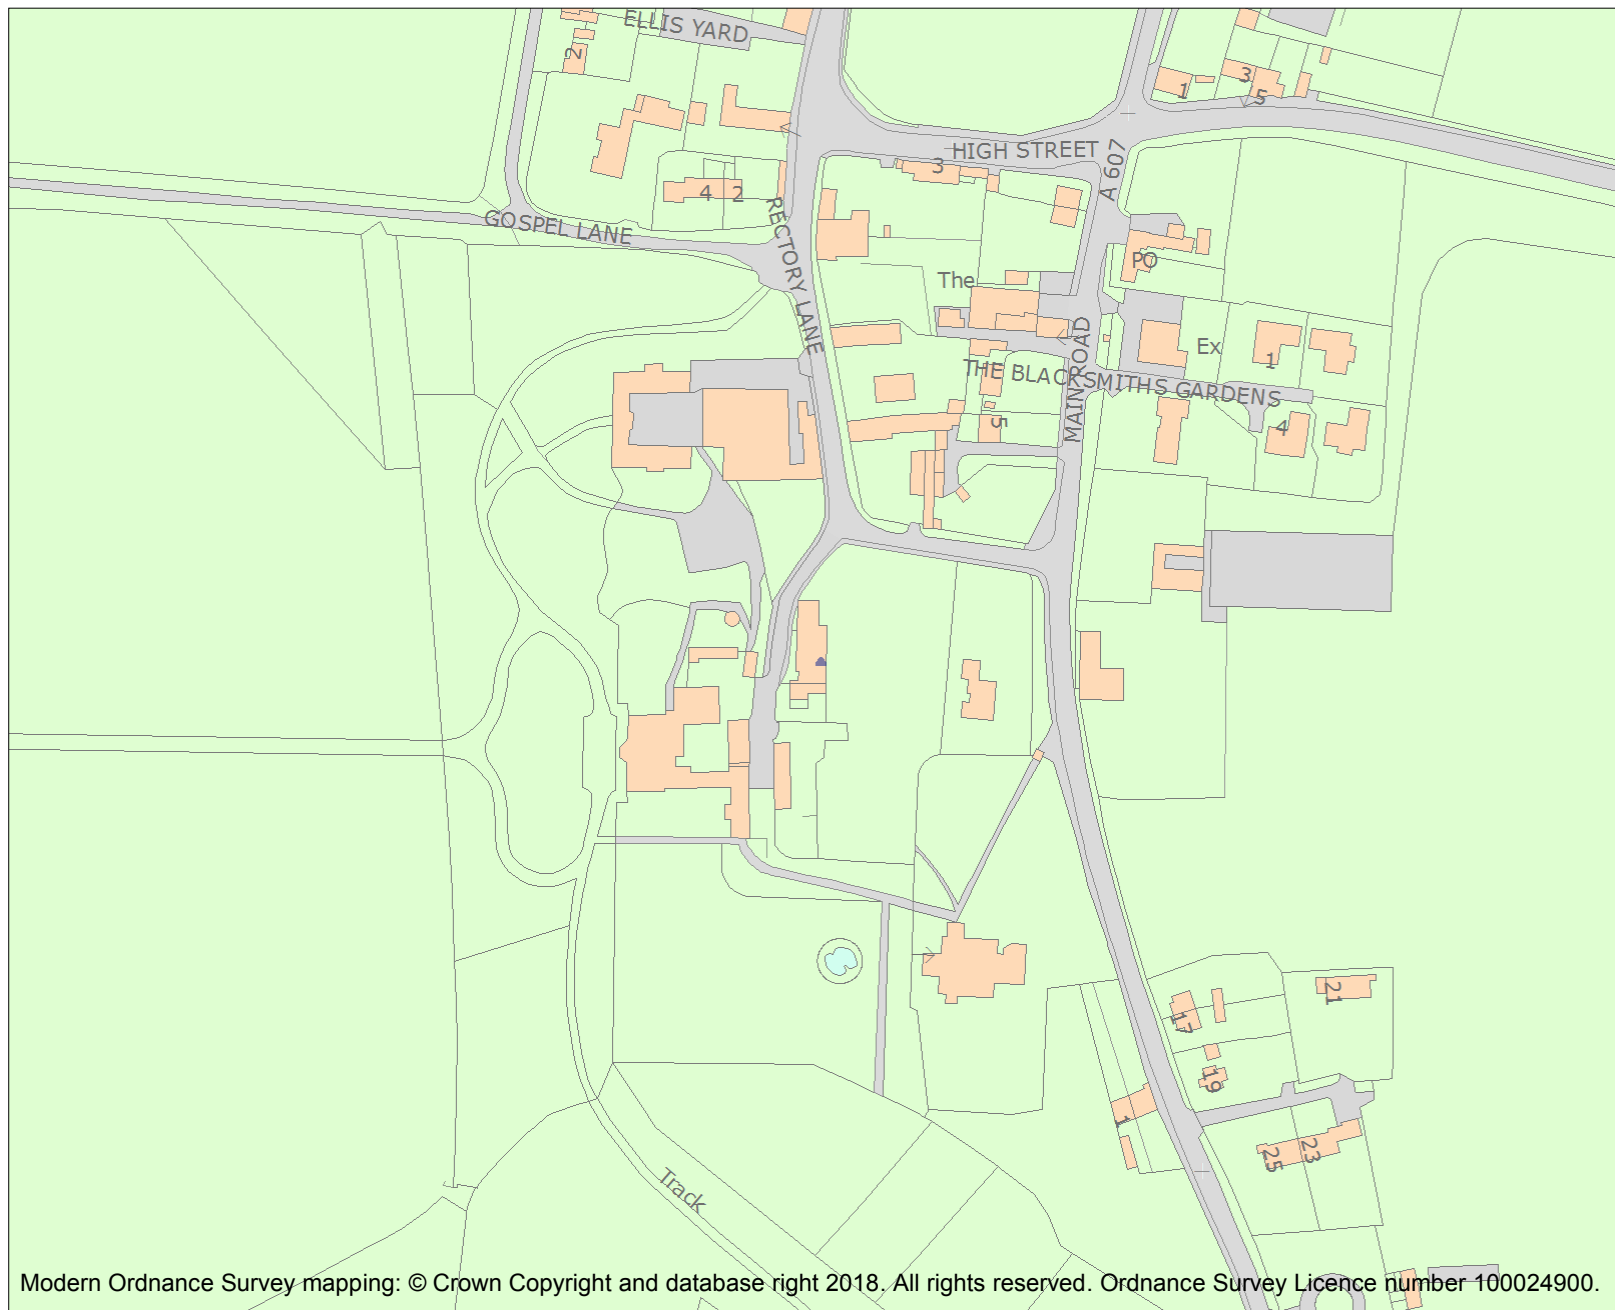 ELLIS YARD
2
1
3
5
HIGH STREET
A 607
3
4
2
RECTORY LANE
GOSPEL LANE
PO
The
MAIN ROAD
Ex
1
THE BLACKSMITHS GARDENS
5
4
17
21
19
1
25
23
Track
Modern Ordnance Survey mapping: © Crown Copyright and database right 2018. All rights reserved. Ordnance Survey Licence number 100024900.